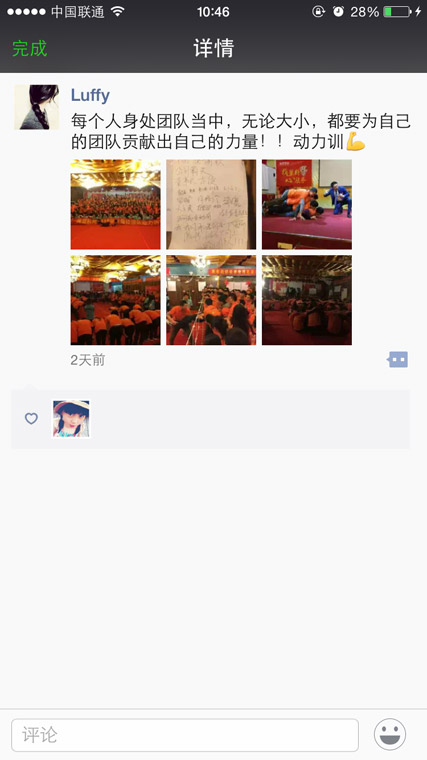 中国联通 10:46 28%
完成 详情
Luffy
每个人身处团队当中，无论大小，都要为自己
的团队贡献出自己的力量！！动力训
2天前
评论